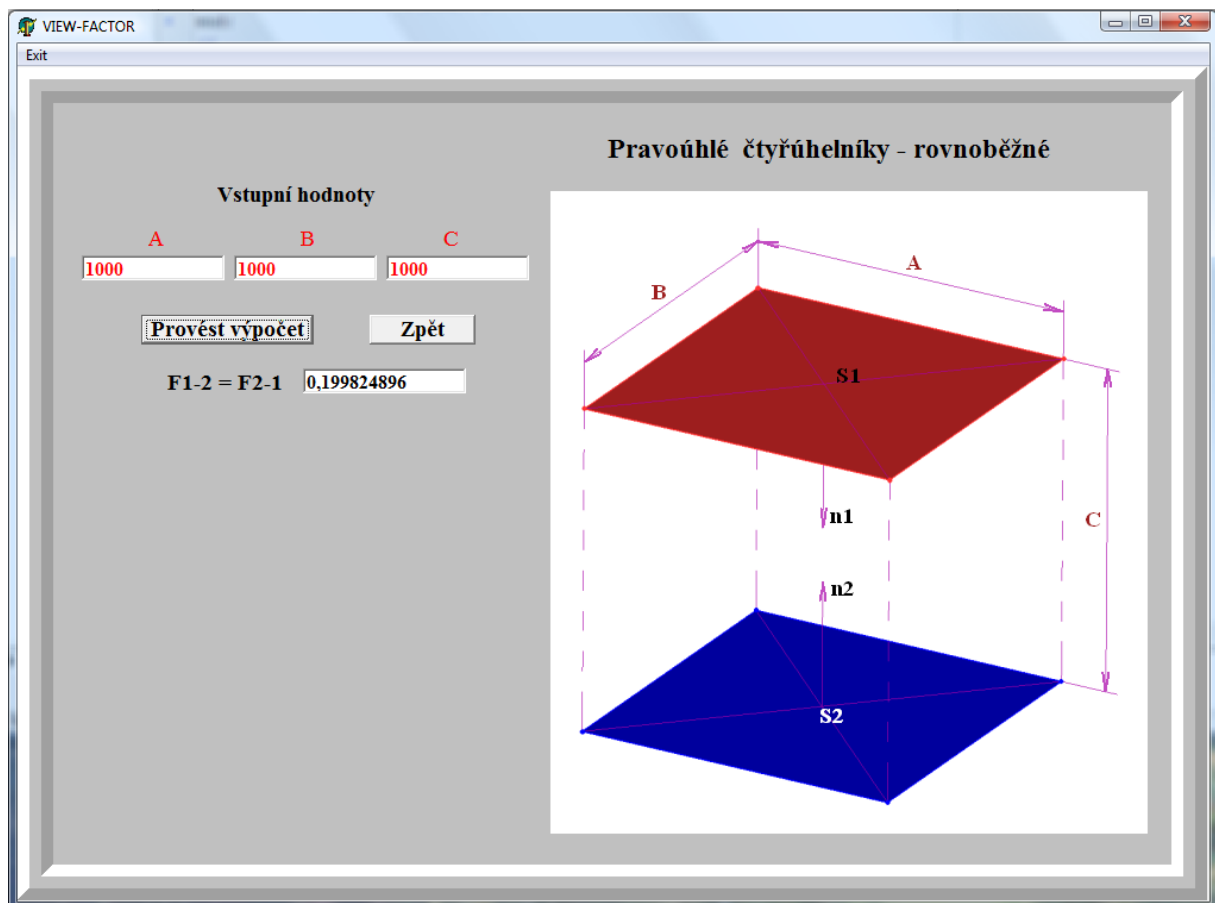 VIEW-FACTOR
Exit
Pravoúhlé čtyřúhelníky - rovnoběžné
Vstupní hodnoty
A B C
1000 1000 1000
Provést výpočet Zpět
F1-2 = F2-1 0,199824896
A
B
S1
n1
C
n2
S2